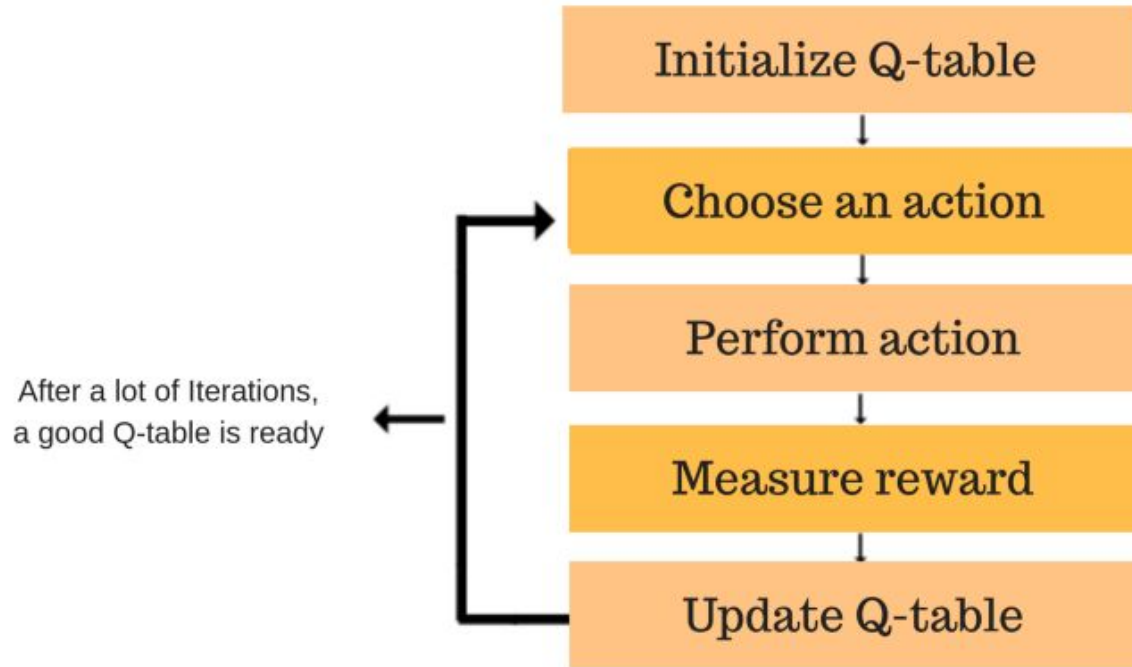 Initialize Q-table
Choose an action
Perform action
After a lot of Iterations,
a good Q-table is ready
Measure reward
Update Q-table